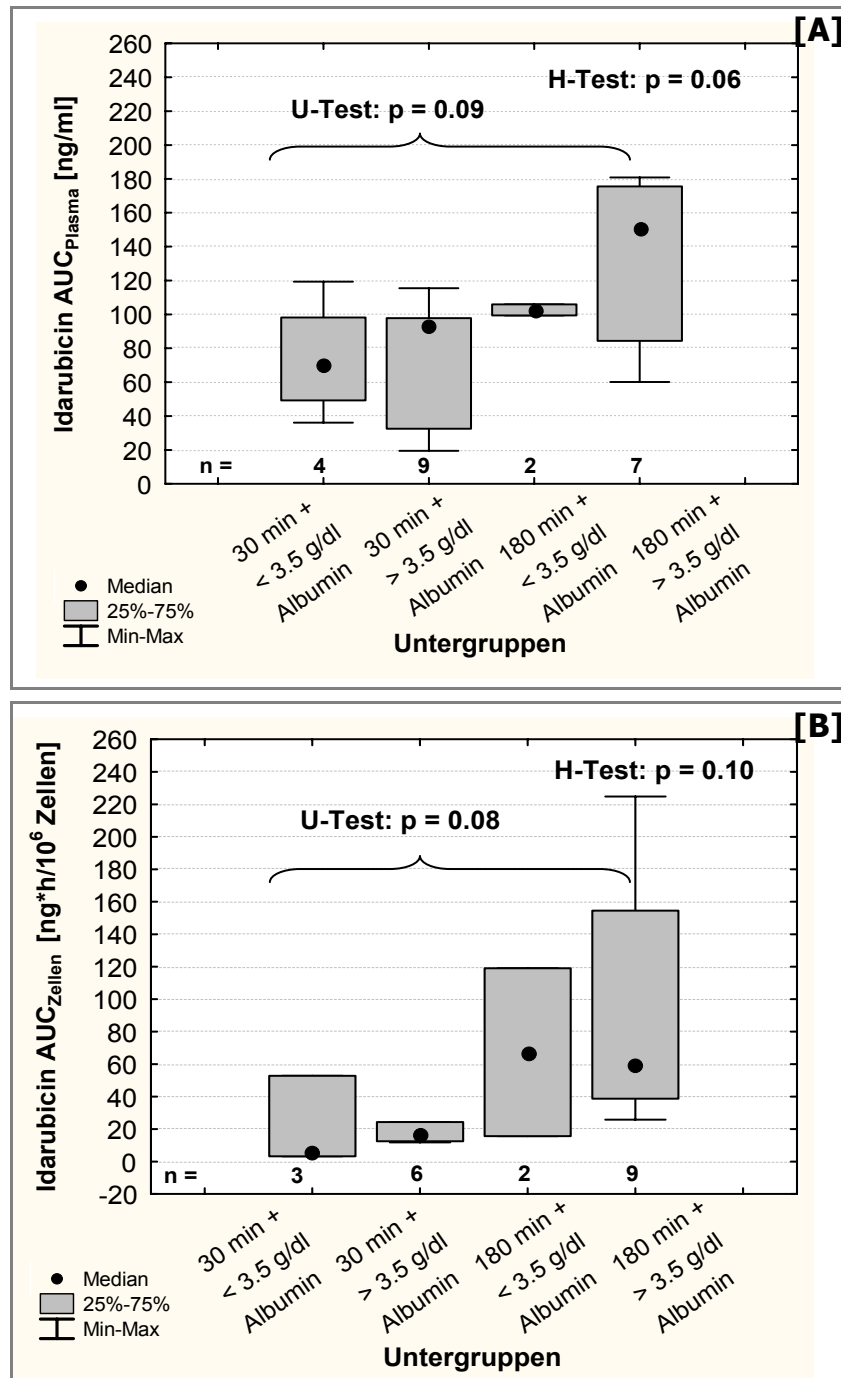 [A]
260
240
220
200
180
160
140
120
100
80
60
40
20
0
Idarubicin AUCPlasma [ng/ml]
H-Test: p = 0.06
U-Test: p = 0.09
n = 4 9 2 7
30 min +
< 3.5 g/dl
Albumin
30 min +
> 3.5 g/dl
Albumin
180 min +
< 3.5 g/dl
Albumin
180 min +
> 3.5 g/dl
Albumin
Median
25%-75%
Min-Max
Untergruppen
[B]
260
240
220
200
180
160
140
120
100
80
60
40
20
0
-20
Idarubicin AUCZellen [ng*h/10⁶ Zellen]
H-Test: p = 0.10
U-Test: p = 0.08
n = 3 6 2 9
30 min +
< 3.5 g/dl
Albumin
30 min +
> 3.5 g/dl
Albumin
180 min +
< 3.5 g/dl
Albumin
180 min +
> 3.5 g/dl
Albumin
Median
25%-75%
Min-Max
Untergruppen